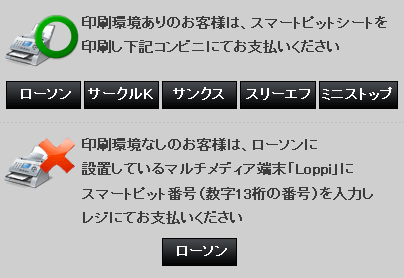 印刷環境ありのお客様は、スマートピットシートを
印刷し下記コンビニにてお支払いください
ローソン サークルK サンクス スリーエフ ミニストップ
印刷環境なしのお客様は、ローソンに
設置しているマルチメディア端末「Loppi」に
スマートピット番号(数字13桁の番号)を入力し
レジにてお支払いください
ローソン